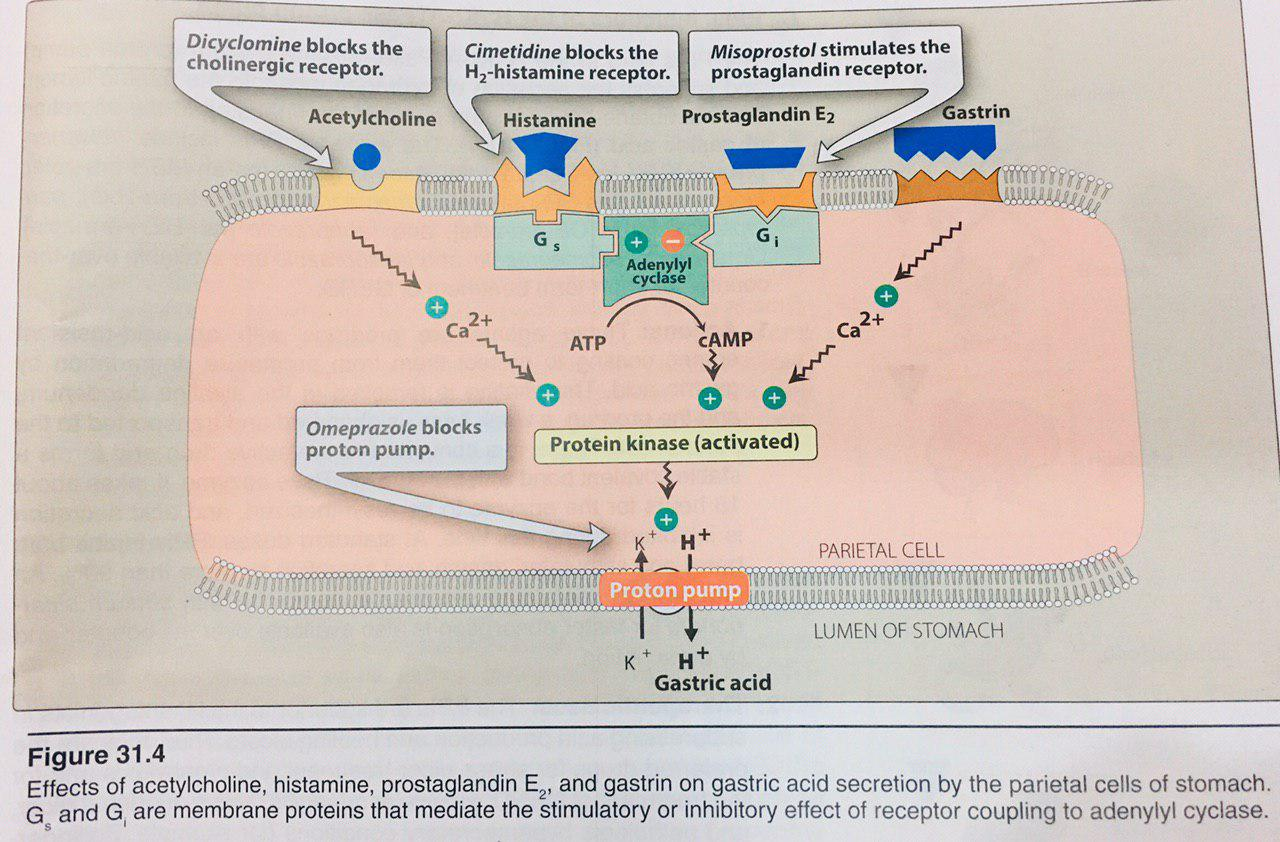 Dicyclomine blocks the
cholinergic receptor.
Cimetidine blocks the
H₂-histamine receptor.
Misoprostol stimulates the
prostaglandin receptor.
Acetylcholine
Histamine
Prostaglandin E₂
Gastrin
G s
+
−
G i
Adenylyl
cyclase
+
Ca²⁺
ATP
cAMP
+
Ca²⁺
+
+
+
Omeprazole blocks
proton pump.
Protein kinase (activated)
+
K⁺
H⁺
PARIETAL CELL
Proton pump
LUMEN OF STOMACH
K⁺
H⁺
Gastric acid
Figure 31.4
Effects of acetylcholine, histamine, prostaglandin E₂, and gastrin on gastric acid secretion by the parietal cells of stomach.
Gₛ and Gᵢ are membrane proteins that mediate the stimulatory or inhibitory effect of receptor coupling to adenylyl cyclase.